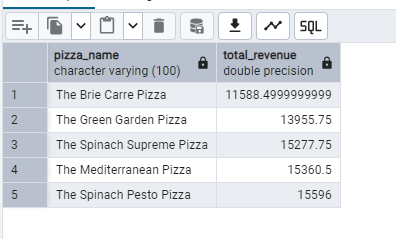 SQL
pizza_name total_revenue
character varying (100) double precision
1 The Brie Carre Pizza 11588.4999999999
2 The Green Garden Pizza 13955.75
3 The Spinach Supreme Pizza 15277.75
4 The Mediterranean Pizza 15360.5
5 The Spinach Pesto Pizza 15596